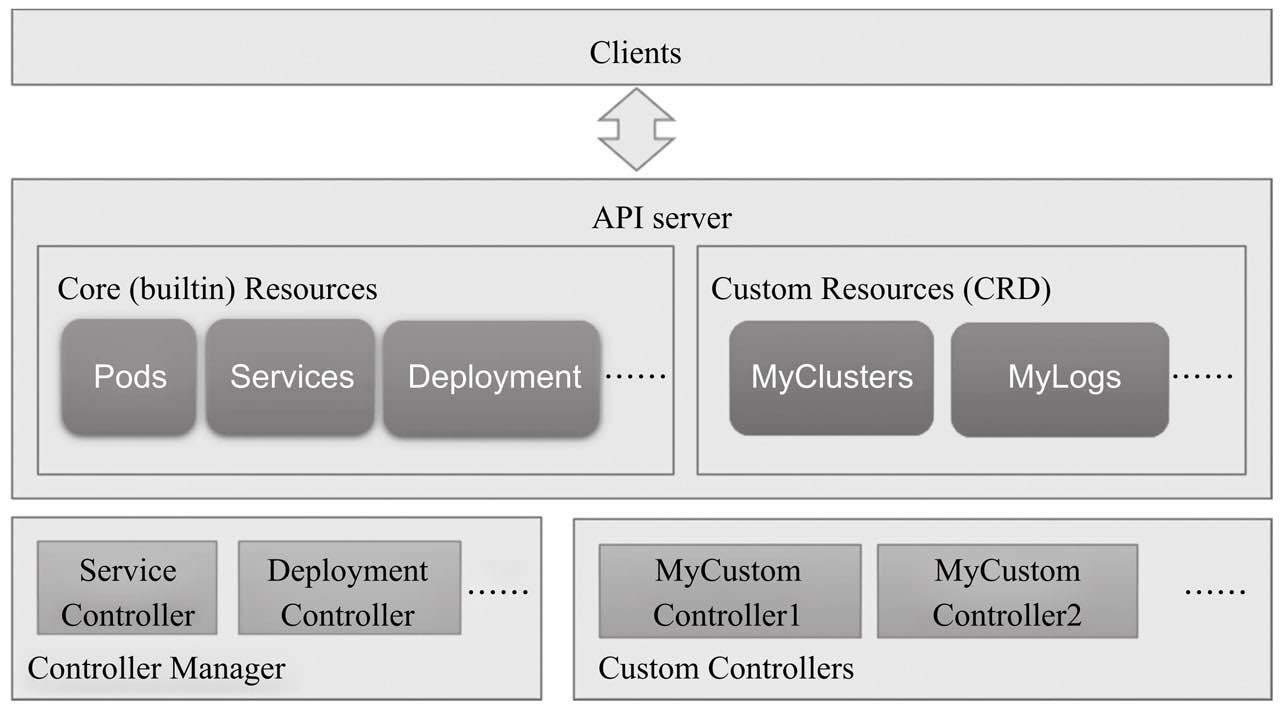 Clients
API server
Core (builtin) Resources
Pods
Services
Deployment
······
Custom Resources (CRD)
MyClusters
MyLogs
······
Service
Controller
Deployment
Controller
······
Controller Manager
MyCustom
Controller1
MyCustom
Controller2
······
Custom Controllers